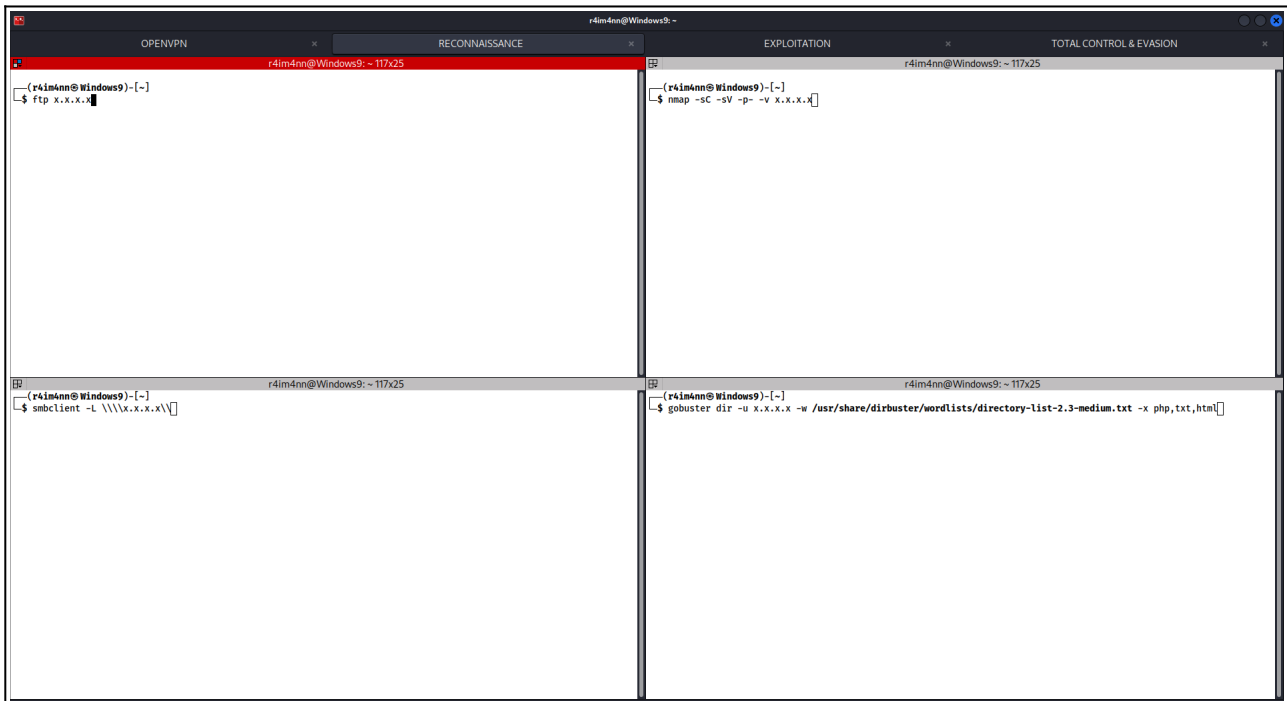 r4im4nn@Windows9: ~
OPENVPN × RECONNAISSANCE × EXPLOITATION × TOTAL CONTROL & EVASION ×
r4im4nn@Windows9: ~ 117x25
(r4im4nn㉿Windows9)-[~]
$ ftp x.x.x.x
r4im4nn@Windows9: ~ 117x25
(r4im4nn㉿Windows9)-[~]
$ nmap -sC -sV -p- -v x.x.x.x
r4im4nn@Windows9: ~ 117x25
(r4im4nn㉿Windows9)-[~]
$ smbclient -L \\\\x.x.x.x\\
r4im4nn@Windows9: ~ 117x25
(r4im4nn㉿Windows9)-[~]
$ gobuster dir -u x.x.x.x -w /usr/share/dirbuster/wordlists/directory-list-2.3-medium.txt -x php,txt,html